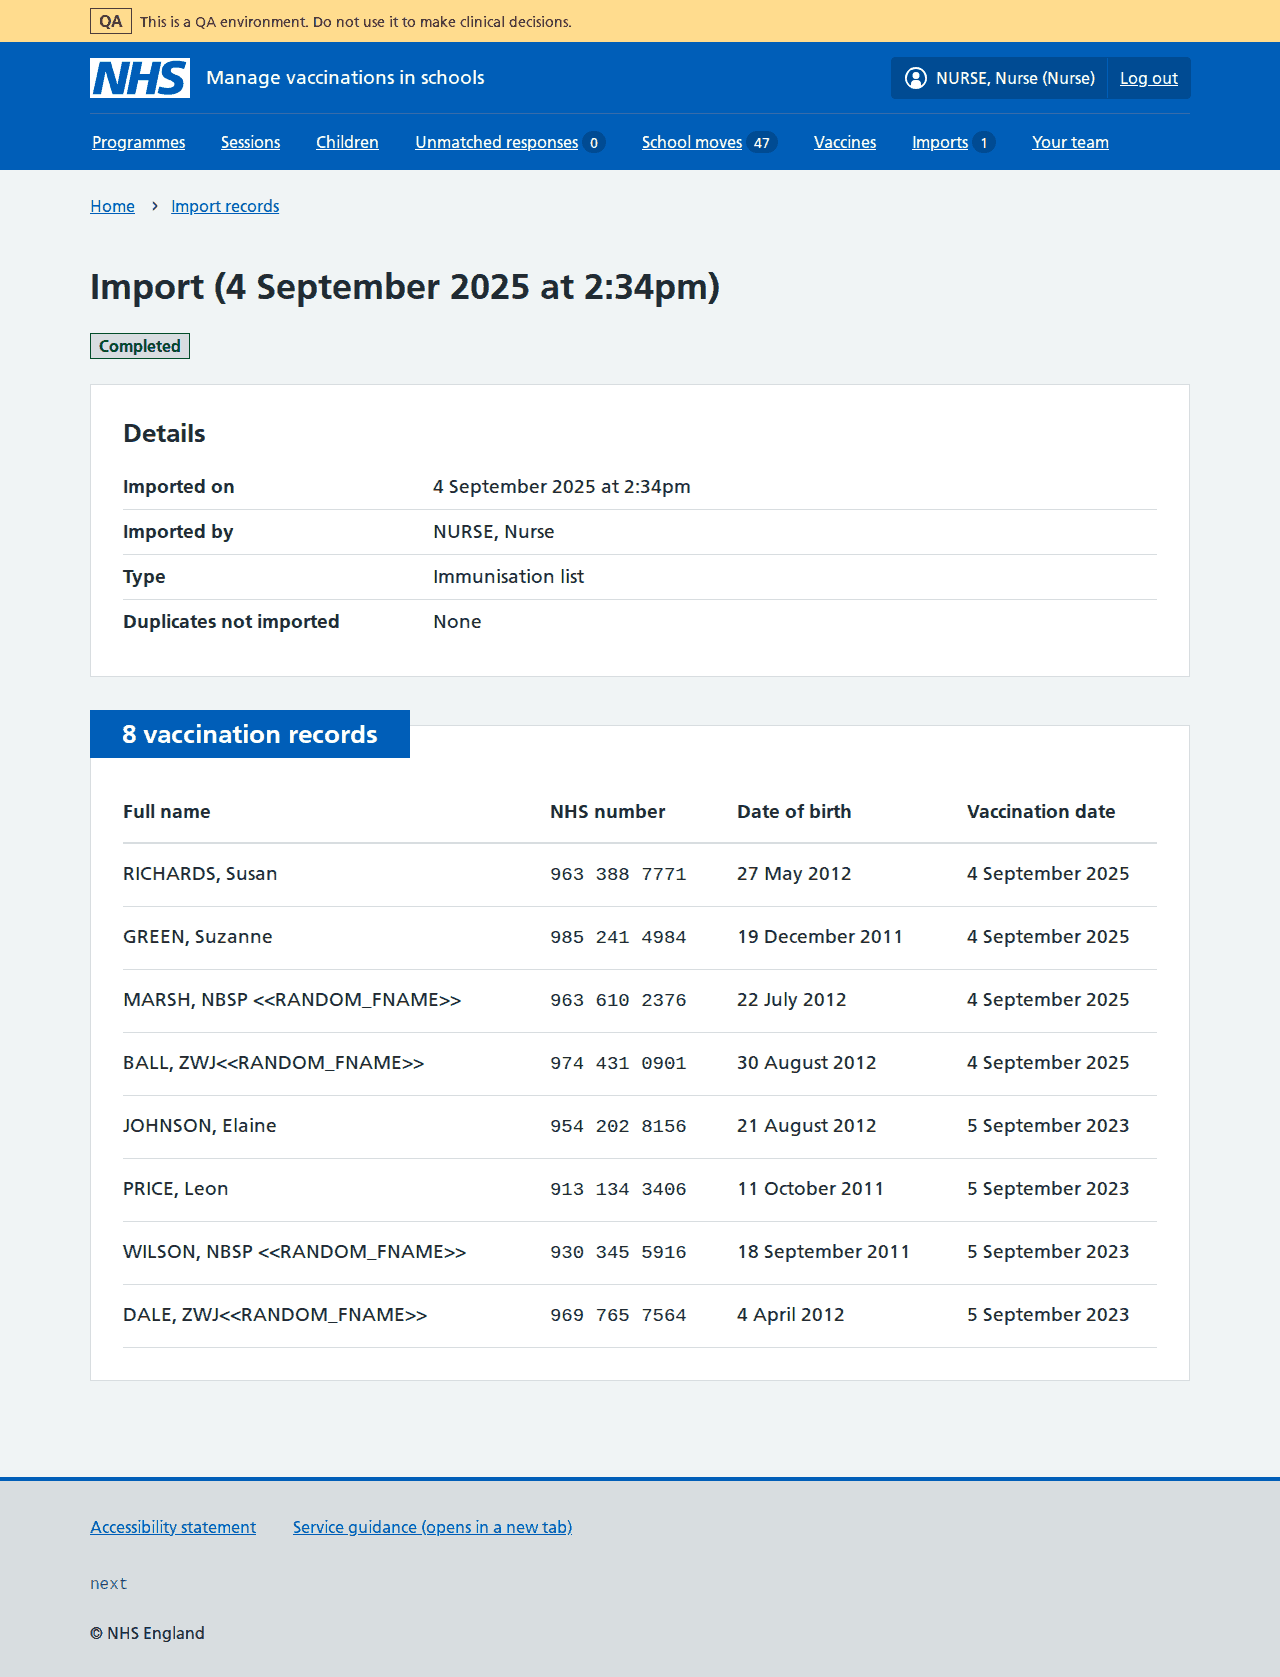 QA This is a QA environment. Do not use it to make clinical decisions.
NHS Manage vaccinations in schools NURSE, Nurse (Nurse) Log out
Programmes Sessions Children Unmatched responses 0 School moves 47 Vaccines Imports 1 Your team
Home › Import records
Import (4 September 2025 at 2:34pm)
Completed
Details
Imported on 4 September 2025 at 2:34pm
Imported by NURSE, Nurse
Type Immunisation list
Duplicates not imported None
8 vaccination records
Full name NHS number Date of birth Vaccination date
RICHARDS, Susan 963 388 7771 27 May 2012 4 September 2025
GREEN, Suzanne 985 241 4984 19 December 2011 4 September 2025
MARSH, NBSP <<RANDOM_FNAME>> 963 610 2376 22 July 2012 4 September 2025
BALL, ZWJ<<RANDOM_FNAME>> 974 431 0901 30 August 2012 4 September 2025
JOHNSON, Elaine 954 202 8156 21 August 2012 5 September 2023
PRICE, Leon 913 134 3406 11 October 2011 5 September 2023
WILSON, NBSP <<RANDOM_FNAME>> 930 345 5916 18 September 2011 5 September 2023
DALE, ZWJ<<RANDOM_FNAME>> 969 765 7564 4 April 2012 5 September 2023
Accessibility statement Service guidance (opens in a new tab)
next
© NHS England